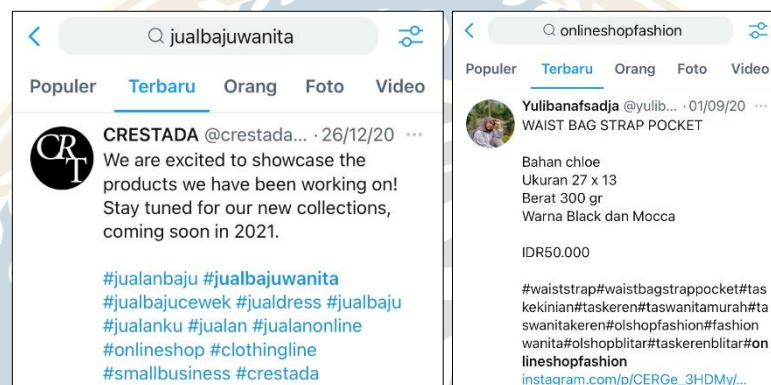 jualbajuwanita
Populer Terbaru Orang Foto Video
CRT
CRESTADA @crestada... · 26/12/20 ...
We are excited to showcase the
products we have been working on!
Stay tuned for our new collections,
coming soon in 2021.
#jualanbaju #jualbajuwanita
#jualbajucewek #jualdress #jualbaju
#jualanku #jualan #jualanonline
#onlineshop #clothingline
#smallbusiness #crestada
onlineshopfashion
Populer Terbaru Orang Foto Video
Yulibanafsadja @yulib... · 01/09/20 ...
WAIST BAG STRAP POCKET
Bahan chloe
Ukuran 27 x 13
Berat 300 gr
Warna Black dan Mocca
IDR50.000
#waiststrap#waistbagstrappocket#tas
kekinian#taskeren#taswanitamurah#ta
swanitakeren#olshopfashion#fashion
wanita#olshopblitar#taskerenblitar#on
lineshopfashion
instagram.com/p/CERGe_3HDMy/...